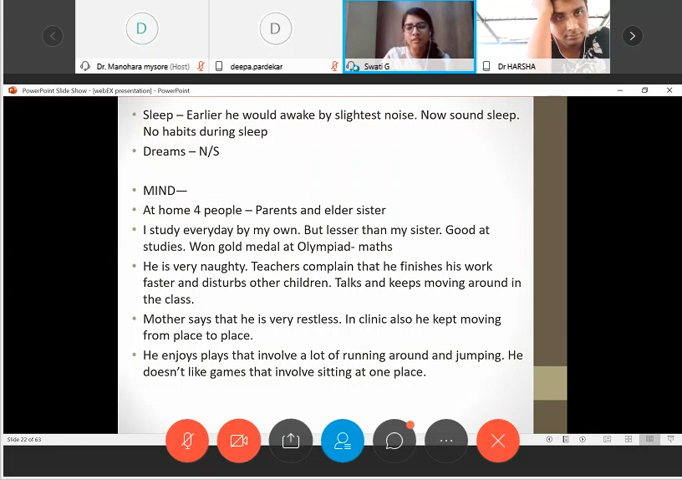 D
D
Dr. Manohara mysore (Host)
deepa.pardekar
Swati G
Dr HARSHA
PowerPoint Slide Show - [webEX presentation] - PowerPoint
• Sleep – Earlier he would awake by slightest noise. Now sound sleep.
No habits during sleep
• Dreams – N/S
• MIND—
• At home 4 people – Parents and elder sister
• I study everyday by my own. But lesser than my sister. Good at
studies. Won gold medal at Olympiad- maths
• He is very naughty. Teachers complain that he finishes his work
faster and disturbs other children. Talks and keeps moving around in
the class.
• Mother says that he is very restless. In clinic also he kept moving
from place to place.
• He enjoys plays that involve a lot of running around and jumping. He
doesn't like games that involve sitting at one place.
Slide 22 of 63